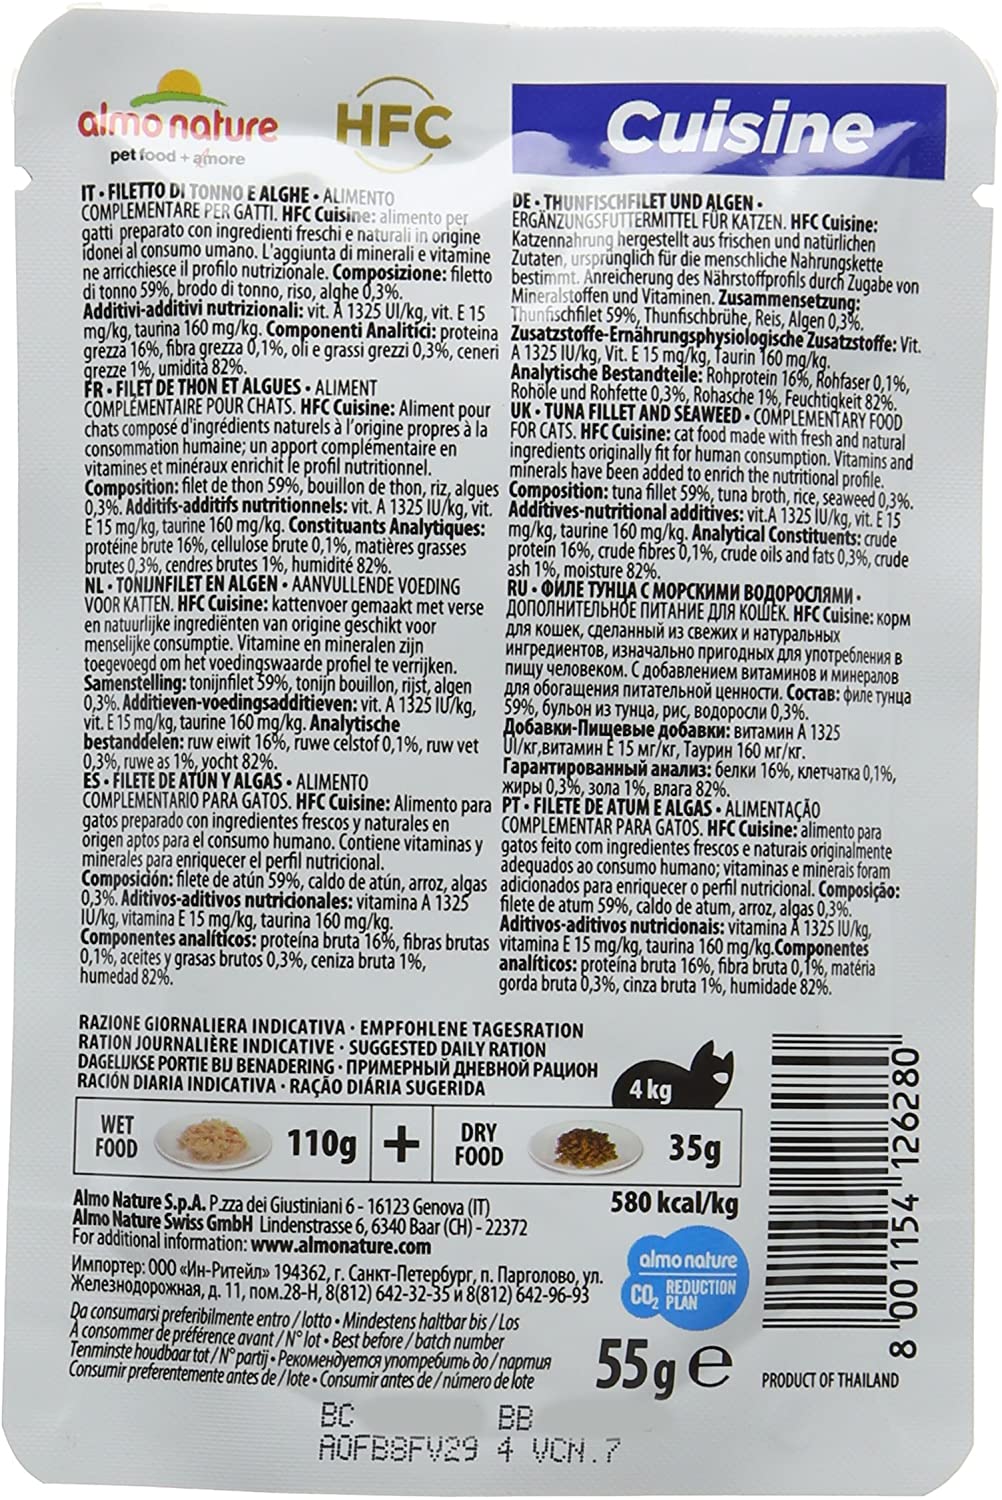 almo nature
pet food + amore
HFC
Cuisine
IT • FILETTO DI TONNO E ALGHE • ALIMENTO
COMPLEMENTARE PER GATTI. HFC Cuisine: alimento per
gatti preparato con ingredienti freschi e naturali in origine
idonei al consumo umano. L'aggiunta di minerali e vitamine
ne arricchiesce il profilo nutrizionale. Composizione: filetto
di tonno 59%, brodo di tonno, riso, alghe 0,3%.
Additivi-additivi nutrizionali: vit. A 1325 IU/kg, vit. E 15
mg/kg, taurina 160 mg/kg. Componenti Analitici: proteina
grezza 16%, fibra grezza 0,1%, oli e grassi grezzi 0,3%, ceneri
grezze 1%, umidità 82%.
FR • FILET DE THON ET ALGUES • ALIMENT
COMPLÉMENTAIRE POUR CHATS. HFC Cuisine: Aliment pour
chats composé d'ingrédients naturels à l'origine propres à la
consommation humaine; un apport complémentaire en
vitamines et minéraux enrichit le profil nutritionnel.
Composition: filet de thon 59%, bouillon de thon, riz, algues
0,3%. Additifs-additifs nutritionnels: vit. A 1325 IU/kg, vit.
E 15 mg/kg, taurine 160 mg/kg. Constituants Analytiques:
protéine brute 16%, cellulose brute 0,1%, matières grasses
brutes 0,3%, cendres brutes 1%, humidité 82%.
NL • TONIJNFILET EN ALGEN • AANVULLENDE VOEDING
VOOR KATTEN. HFC Cuisine: kattenvoer gemaakt met verse
en natuurlijke ingrediënten van origine geschikt voor
menselijke consumptie. Vitamine en mineralen zijn
toegevoegd om het voedingswaarde profiel te verrijken.
Samenstelling: tonijnfilet 59%, tonijn bouillon, rijst, algen
0,3%. Additieven-voedingsadditieven: vit. A 1325 IU/kg,
vit. E 15 mg/kg, taurine 160 mg/kg. Analytische
bestanddelen: ruw eiwit 16%, ruwe celstof 0,1%, ruw vet
0,3%, ruwe as 1%, vocht 82%.
ES • FILETE DE ATÚN Y ALGAS • ALIMENTO
COMPLEMENTARIO PARA GATOS. HFC Cuisine: Alimento para
gatos preparado con ingredientes frescos y naturales en
origen aptos para el consumo humano. Contiene vitaminas y
minerales para enriquecer el perfil nutricional.
Composición: filete de atún 59%, caldo de atún, arroz, algas
0,3%. Aditivos-aditivos nutricionales: vitamina A 1325
IU/kg, vitamina E 15 mg/kg, taurina 160 mg/kg.
Componentes analíticos: proteína bruta 16%, fibras brutas
0,1%, aceites y grasas brutos 0,3%, ceniza bruta 1%,
humedad 82%.
DE • THUNFISCHFILET UND ALGEN •
ERGÄNZUNGSFUTTERMITTEL FÜR KATZEN. HFC Cuisine:
Katzennahrung hergestellt aus frischen und natürlichen
Zutaten, ursprünglich für die menschliche Nahrungskette
bestimmt. Anreicherung des Nährstoffprofils durch Zugabe von
Mineralstoffen und Vitaminen. Zusammensetzung:
Thunfischfilet 59%, Thunfischbrühe, Reis, Algen 0,3%.
Zusatzstoffe-Ernährungsphysiologische Zusatzstoffe: Vit.
A 1325 IU/kg, Vit. E 15 mg/kg, Taurin 160 mg/kg.
Analytische Bestandteile: Rohprotein 16%, Rohfaser 0,1%,
Rohöle und Rohfette 0,3%, Rohasche 1%, Feuchtigkeit 82%.
UK • TUNA FILLET AND SEAWEED • COMPLEMENTARY FOOD
FOR CATS. HFC Cuisine: cat food made with fresh and natural
ingredients originally fit for human consumption. Vitamins and
minerals have been added to enrich the nutritional profile.
Composition: tuna fillet 59%, tuna broth, rice, seaweed 0,3%.
Additives-nutritional additives: vit.A 1325 IU/kg, vit. E 15
mg/kg, taurine 160 mg/kg. Analytical Constituents: crude
protein 16%, crude fibres 0,1%, crude oils and fats 0,3%, crude
ash 1%, moisture 82%.
RU • ФИЛЕ ТУНЦА С МОРСКИМИ ВОДОРОСЛЯМИ •
ДОПОЛНИТЕЛЬНОЕ ПИТАНИЕ ДЛЯ КОШЕК. HFC Cuisine: корм
для кошек, сделанный из свежих и натуральных
ингредиентов, изначально пригодных для употребления в
пищу человеком. С добавлением витаминов и минералов
для обогащения питательной ценности. Состав: филе тунца
59%, бульон из тунца, рис, водоросли 0,3%.
Добавки-Пищевые добавки: витамин А 1325
UI/кг,витамин Е 15 мг/кг, Таурин 160 мг/кг.
Гарантированный анализ: белки 16%, клетчатка 0,1%,
жиры 0,3%, зола 1%, влага 82%.
PT • FILETE DE ATUM E ALGAS • ALIMENTAÇÃO
COMPLEMENTAR PARA GATOS. HFC Cuisine: alimento para
gatos feito com ingredientes frescos e naturais originalmente
adequados ao consumo humano; vitaminas e minerais foram
adicionados para enriquecer o perfil nutricional. Composição:
filete de atum 59%, caldo de atum, arroz, algas 0,3%.
Aditivos-aditivos nutricionais: vitamina A 1325 IU/kg,
vitamina E 15 mg/kg, taurina 160 mg/kg.Componentes
analíticos: proteína bruta 16%, fibra bruta 0,1%, matéria
gorda bruta 0,3%, cinza bruta 1%, humidade 82%.
RAZIONE GIORNALIERA INDICATIVA • EMPFOHLENE TAGESRATION
RATION JOURNALIÈRE INDICATIVE • SUGGESTED DAILY RATION
DAGELIJKSE PORTIE BIJ BENADERING • ПРИМЕРНЫЙ ДНЕВНОЙ РАЦИОН
RACIÓN DIARIA INDICATIVA • RAÇÃO DIÁRIA SUGERIDA
4 kg
WET
FOOD
110g
+
DRY
FOOD
35g
580 kcal/kg
Almo Nature S.p.A. P.zza dei Giustiniani 6 - 16123 Genova (IT)
Almo Nature Swiss GmbH Lindenstrasse 6, 6340 Baar (CH) - 22372
For additional information: www.almonature.com
Импортер: ООО «Ин-Ритейл» 194362, г. Санкт-Петербург, п. Парголово, ул.
Железнодорожная, д. 11, пом.28-Н, 8(812) 642-32-35 и 8(812) 642-96-93
almo nature
CO2 REDUCTION
PLAN
Da consumarsi preferibilmente entro / lotto • Mindestens haltbar bis / Los
À consommer de préférence avant / N° lot • Best before / batch number
Tenminste houdbaar tot / N° partij • Рекомендуется употребить до / партия
Consumir preferentemente antes de / lote • Consumir antes de / número de lote
55g e
8 001154 126280
PRODUCT OF THAILAND
BC BB
AOFB8FV29 4 VCN.7